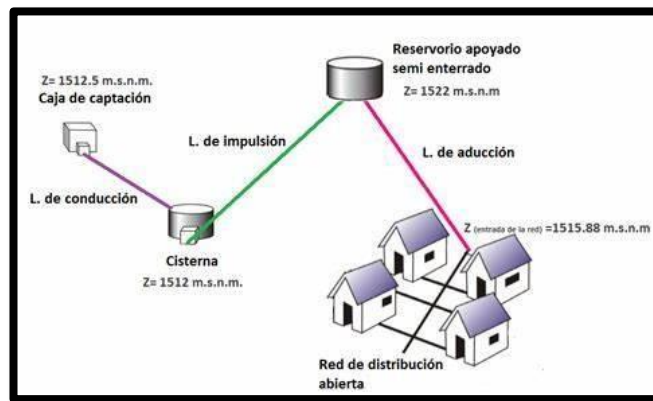 Reservorio apoyado
semi enterrado
Z= 1522 m.s.n.m
Z= 1512.5 m.s.n.m.
Caja de captación
L. de impulsión
L. de aducción
L. de conducción
Z (entrada de la red) =1515.88 m.s.n.m
Cisterna
Z= 1512 m.s.n.m.
Red de distribución
abierta